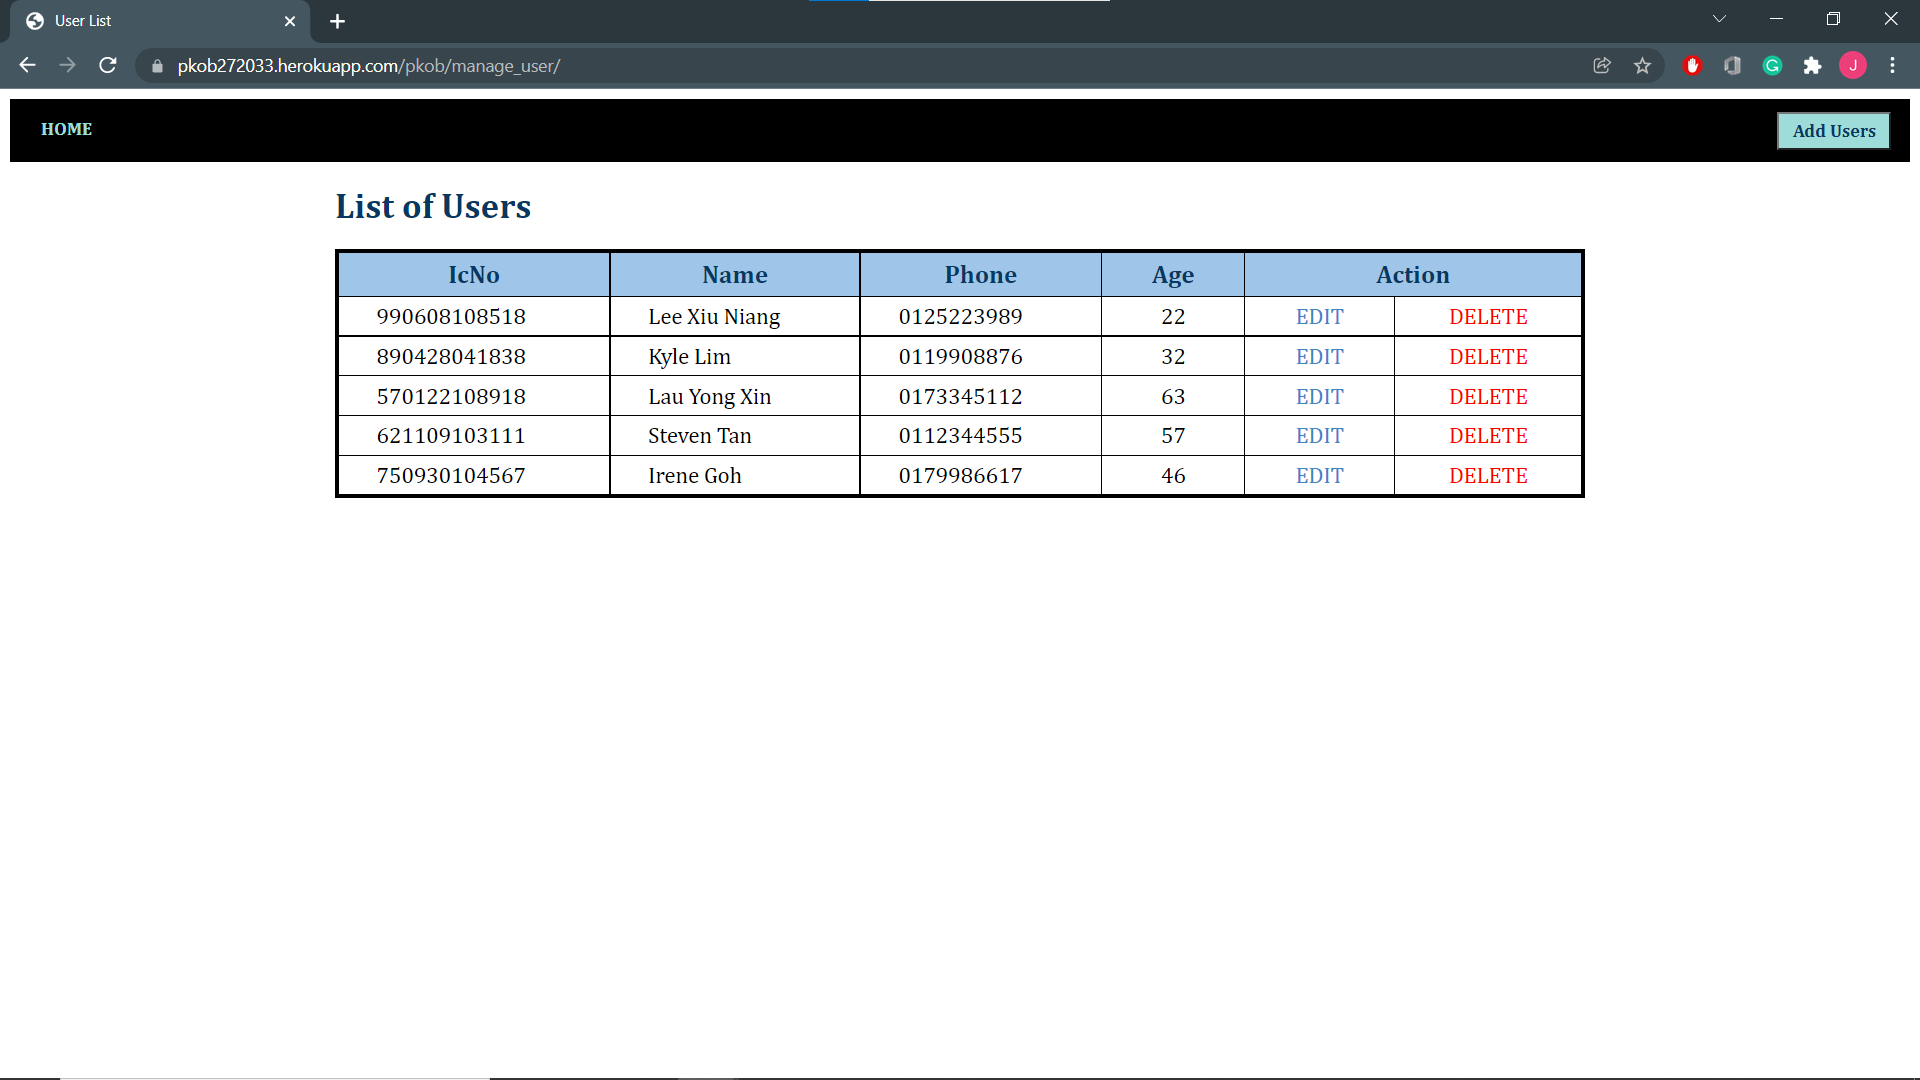 User List
pkob272033.herokuapp.com/pkob/manage_user/
J
HOME
Add Users
List of Users
IcNo Name Phone Age Action
990608108518 Lee Xiu Niang 0125223989 22 EDIT DELETE
890428041838 Kyle Lim 0119908876 32 EDIT DELETE
570122108918 Lau Yong Xin 0173345112 63 EDIT DELETE
621109103111 Steven Tan 0112344555 57 EDIT DELETE
750930104567 Irene Goh 0179986617 46 EDIT DELETE